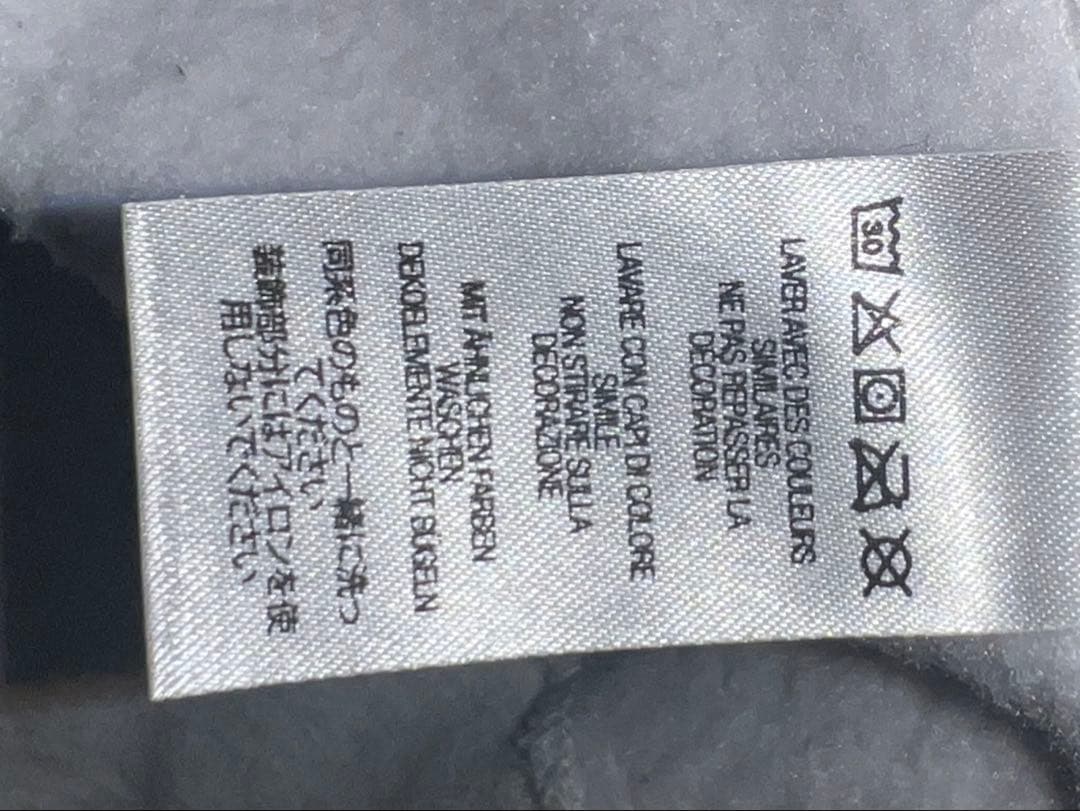 30
LAVER AVEC DES COULEURS
SIMILAIRES
NE PAS REPASSER LA
DECORATION
LAVARE CON CAPI DI COLORE
SIMILE
NON STIRARE SULLA
DECORAZIONE
MIT ÄHNLICHEN FARBEN
WASCHEN
DEKOELEMENTE NICHT BÜGELN
同系色のものと一緒に洗っ
てください
装飾部分にはアイロンを使
用しないでください